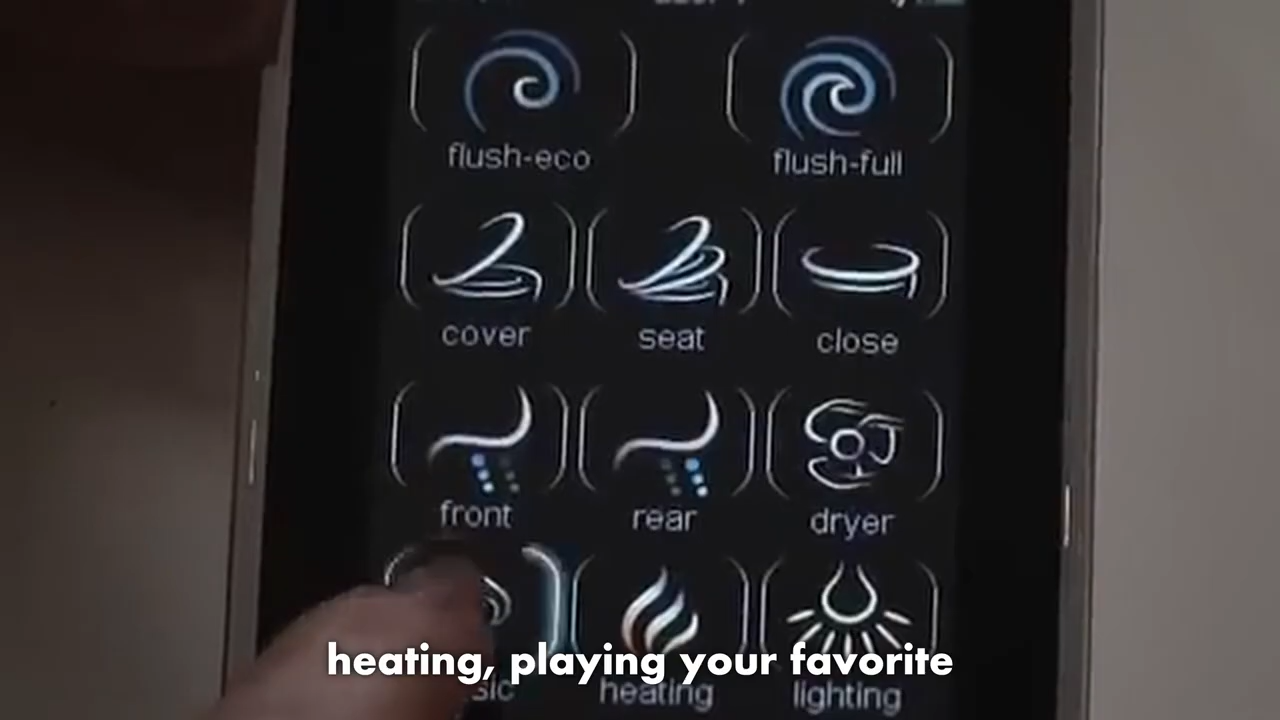 flush-eco flush-full
cover seat close
front rear dryer
heating, playing your favorite
heating lighting